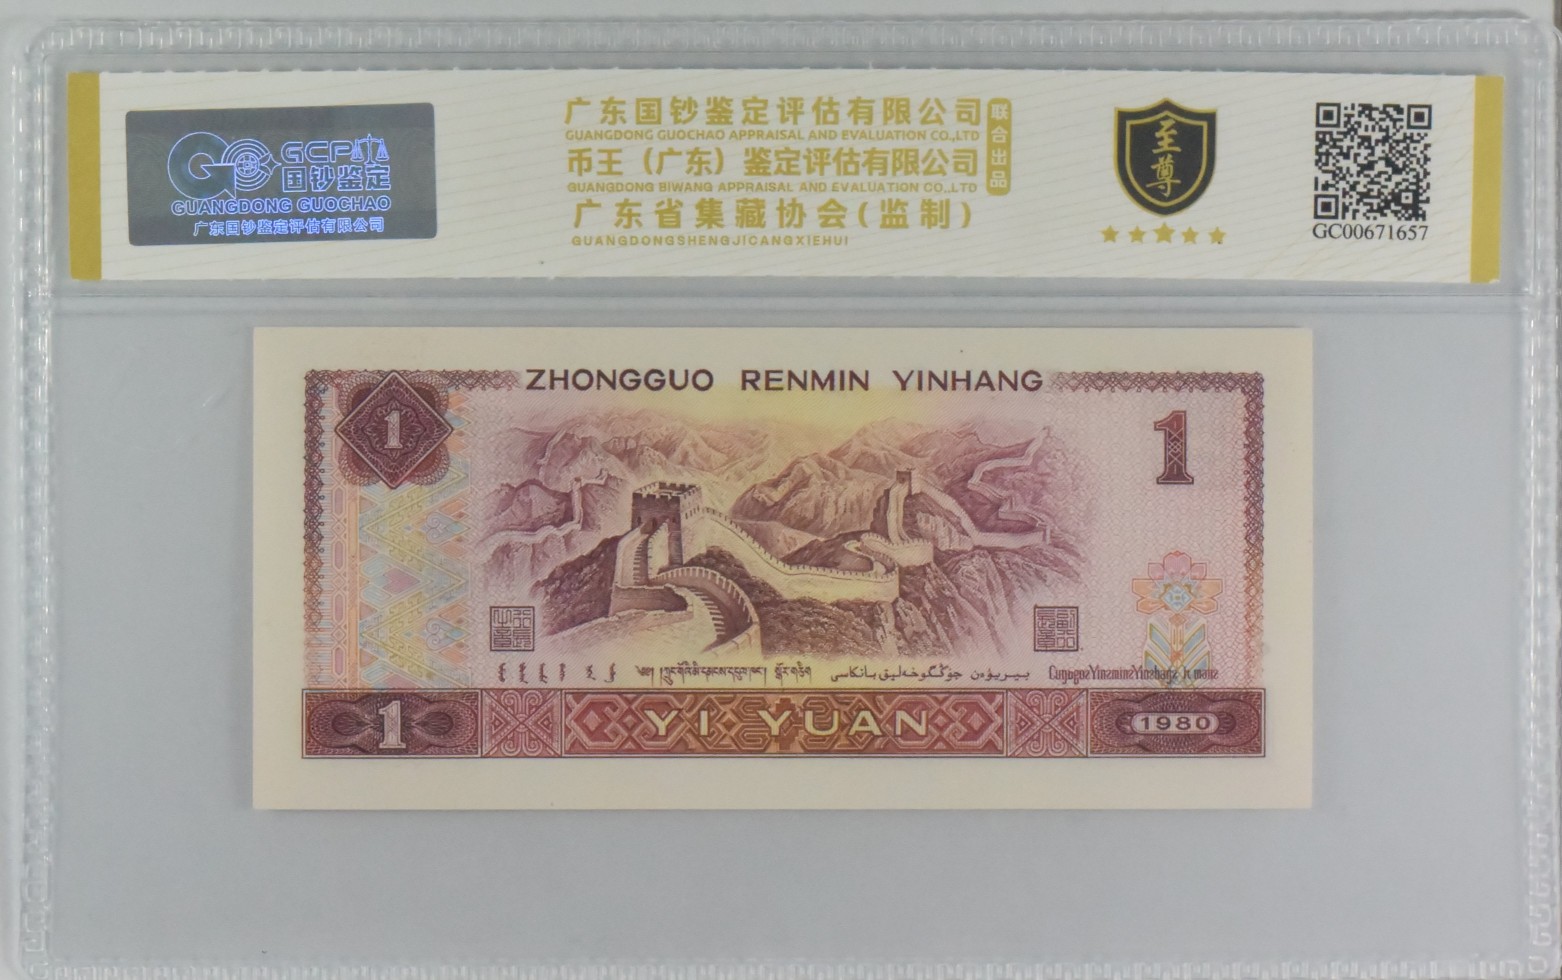 GCP
国钞鉴定
GUANGDONG GUOCHAO
广东国钞鉴定评估有限公司
广东国钞鉴定评估有限公司
GUANGDONG GUOCHAO APPRAISAL AND EVALUATION CO.,LTD
币王（广东）鉴定评估有限公司
GUANGDONG BIWANG APPRAISAL AND EVALUATION CO.,LTD
广东省集藏协会(监制)
GUANGDONGSHENGJICANGXIEHUI
联合出品
至尊
GC00671657
ZHONGGUO RENMIN YINHANG
1
1
1
YI YUAN
1980